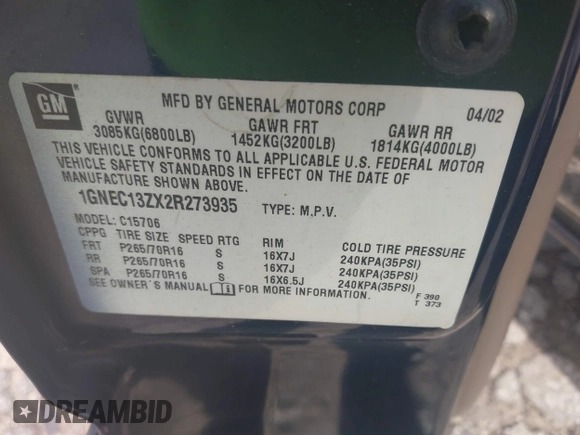 GM
MFD BY GENERAL MOTORS CORP 04/02
GVWR GAWR FRT GAWR RR
3085KG(6800LB) 1452KG(3200LB) 1814KG(4000LB)
THIS VEHICLE CONFORMS TO ALL APPLICABLE U.S. FEDERAL MOTOR
VEHICLE SAFETY STANDARDS IN EFFECT ON THE DATE OF
MANUFACTURE SHOWN ABOVE.
1GNEC13ZX2R273935 TYPE: M.P.V.
MODEL: C15706
CPPG TIRE SIZE SPEED RTG RIM COLD TIRE PRESSURE
FRT P265/70R16 S 16X7J 240KPA(35PSI)
RR P265/70R16 S 16X7J 240KPA(35PSI)
SPA P265/70R16 S 16X6.5J 240KPA(35PSI)
SEE OWNER'S MANUAL i FOR MORE INFORMATION.
F 390
T 373
DREAMBID